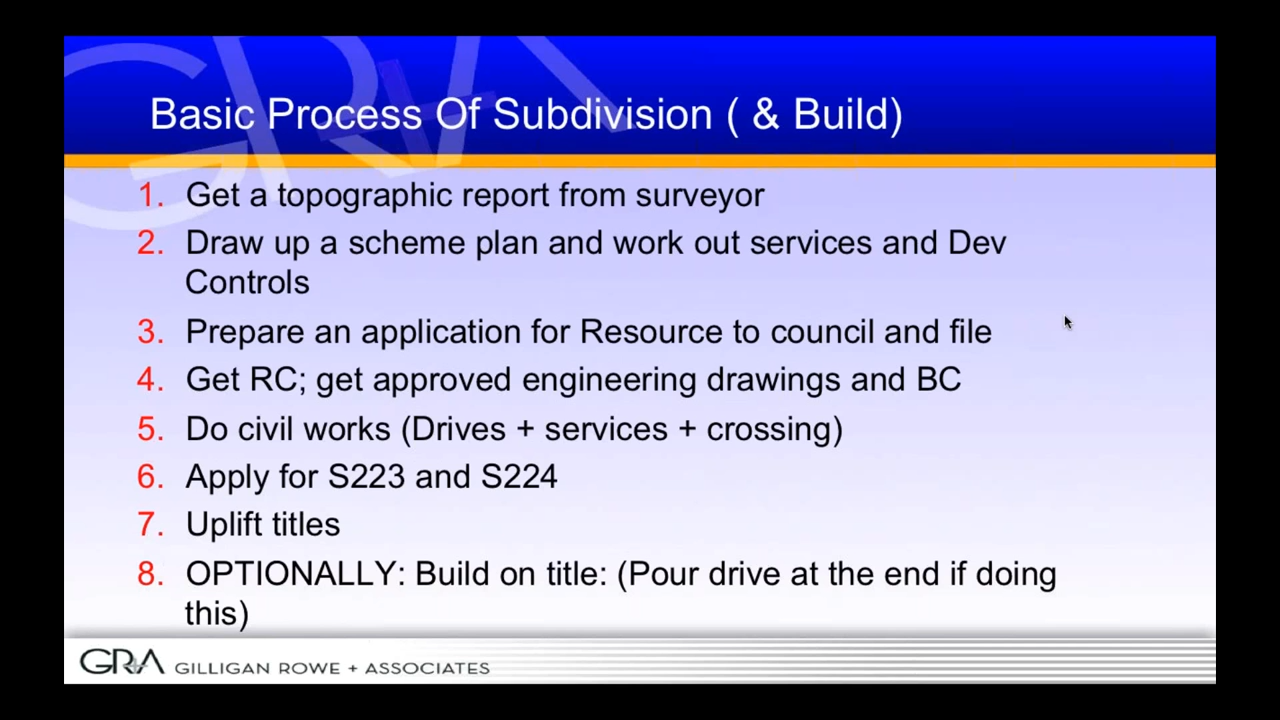 Basic Process Of Subdivision ( & Build)
1. Get a topographic report from surveyor
2. Draw up a scheme plan and work out services and Dev
Controls
3. Prepare an application for Resource to council and file
4. Get RC; get approved engineering drawings and BC
5. Do civil works (Drives + services + crossing)
6. Apply for S223 and S224
7. Uplift titles
8. OPTIONALLY: Build on title: (Pour drive at the end if doing
this)
GRA GILLIGAN ROWE + ASSOCIATES